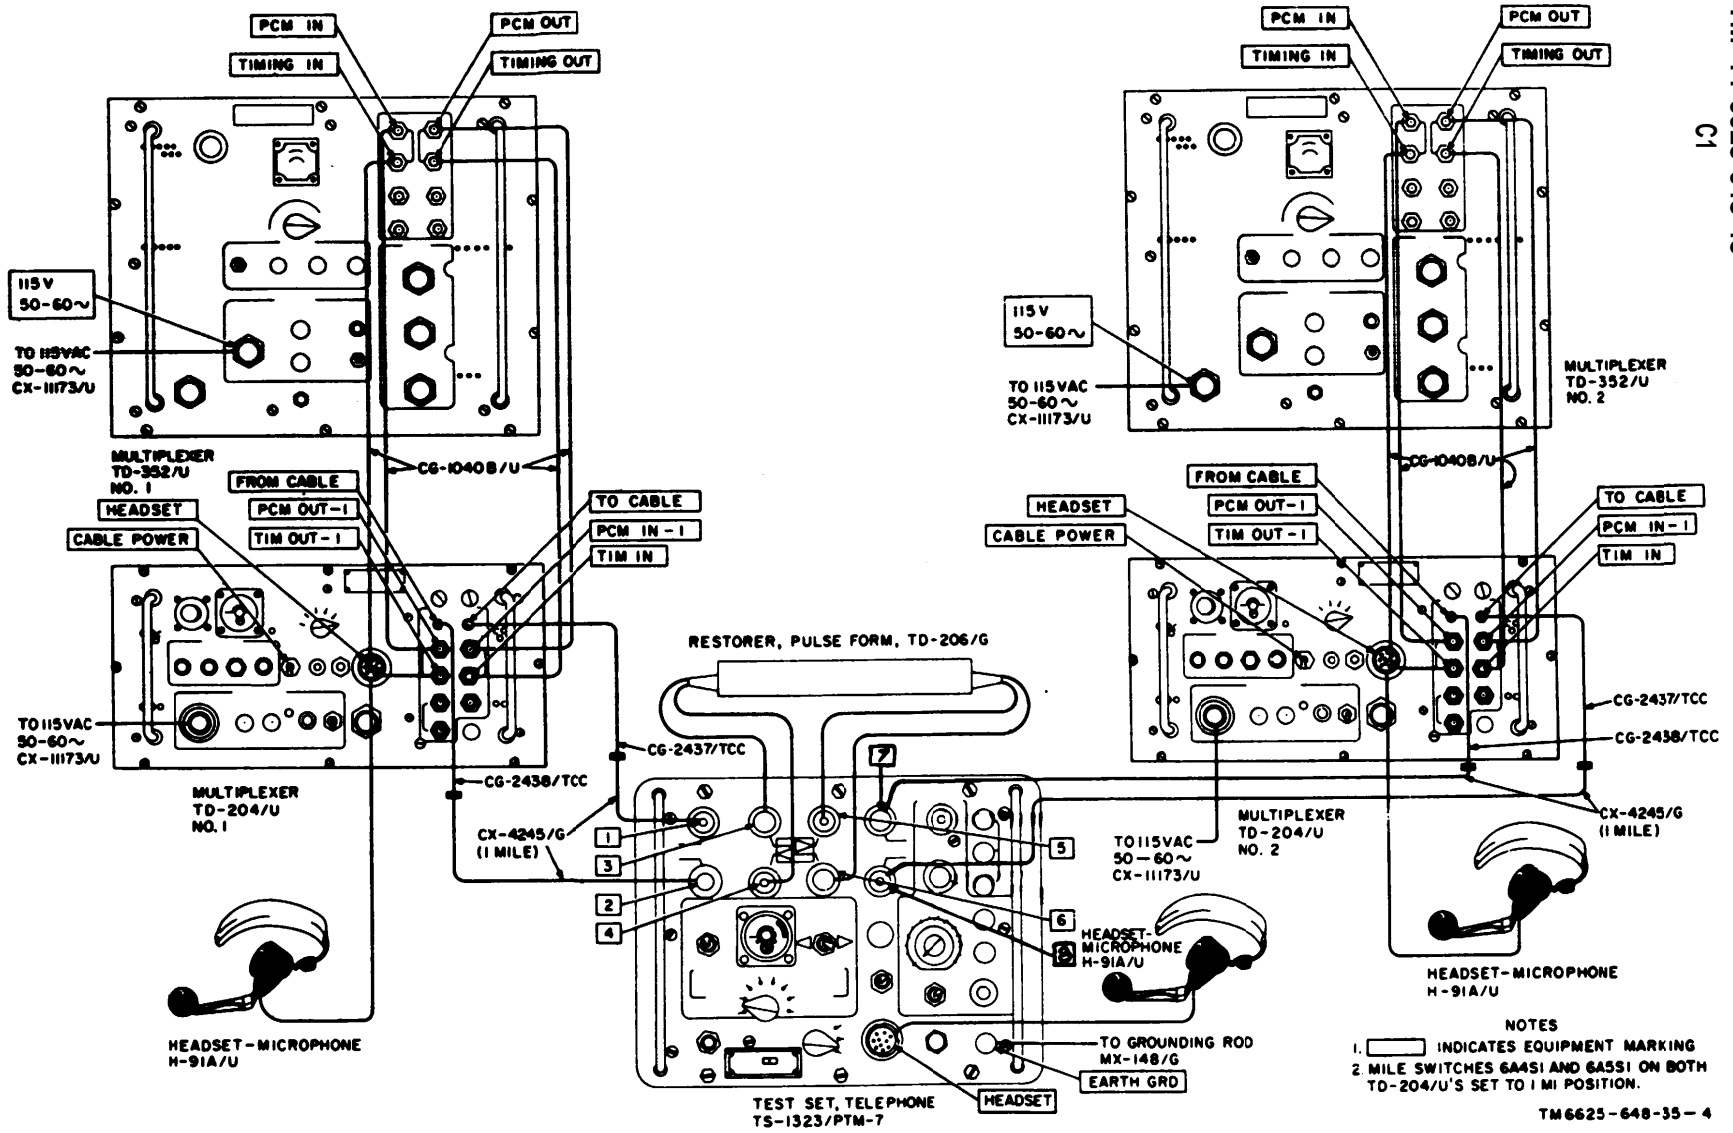 PCM IN
PCM OUT
TIMING IN
TIMING OUT
PCM IN
PCM OUT
TIMING IN
TIMING OUT
C1
115V
50-60~
TO 115VAC
50-60~
CX-11173/U
115V
50-60~
TO 115VAC
50-60~
CX-11173/U
MULTIPLEXER
TD-352/U
NO. 2
MULTIPLEXER
TD-352/U
NO. 1
CG-1040B/U
CG-1040B/U
FROM CABLE
PCM OUT-1
TIM OUT-1
HEADSET
CABLE POWER
TO CABLE
PCM IN-1
TIM IN
FROM CABLE
PCM OUT-1
TIM OUT-1
HEADSET
CABLE POWER
TO CABLE
PCM IN-1
TIM IN
RESTORER, PULSE FORM, TD-206/G
TO 115VAC
50-60~
CX-11173/U
CG-2437/TCC
CG-2438/TCC
CG-2437/TCC
CG-2438/TCC
7
MULTIPLEXER
TD-204/U
NO. 1
CX-4245/G
(1 MILE)
1
3
2
4
5
6
8
TO 115VAC
50-60~
CX-11173/U
MULTIPLEXER
TD-204/U
NO. 2
CX-4245/G
(1 MILE)
HEADSET-
MICROPHONE
H-91A/U
HEADSET-MICROPHONE
H-91A/U
HEADSET-MICROPHONE
H-91A/U
TO GROUNDING ROD
MX-148/G
EARTH GRD
HEADSET
TEST SET, TELEPHONE
TS-1323/PTM-7
NOTES
1. INDICATES EQUIPMENT MARKING
2. MILE SWITCHES 6A4S1 AND 6A5S1 ON BOTH
TD-204/U'S SET TO 1 MI POSITION.
TM6625-648-35-4